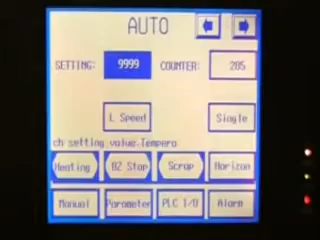 AUTO
SETTING: 9999 COUNTER: 205
L Speed Single
ch setting value.Tempera
Heating BZ Stop Scrap Horizon
Manual Parameter PLC I/O Alarm